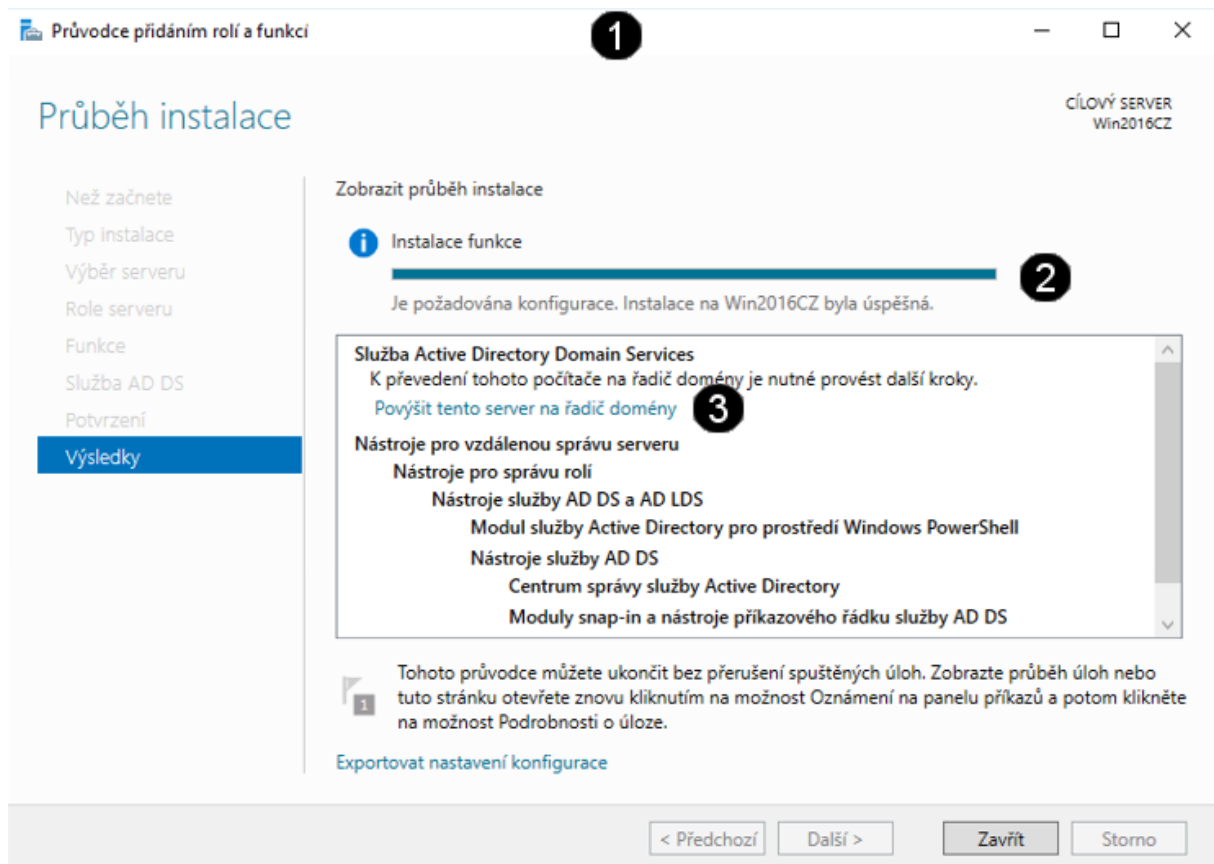 Průvodce přidáním rolí a funkcí
1
Průběh instalace
CÍLOVÝ SERVER
Win2016CZ
Než začnete
Typ instalace
Výběr serveru
Role serveru
Funkce
Služba AD DS
Potvrzení
Výsledky
Zobrazit průběh instalace
Instalace funkce
2
Je požadována konfigurace. Instalace na Win2016CZ byla úspěšná.
Služba Active Directory Domain Services
K převedení tohoto počítače na řadič domény je nutné provést další kroky.
Povýšit tento server na řadič domény
3
Nástroje pro vzdálenou správu serveru
Nástroje pro správu rolí
Nástroje služby AD DS a AD LDS
Modul služby Active Directory pro prostředí Windows PowerShell
Nástroje služby AD DS
Centrum správy služby Active Directory
Moduly snap-in a nástroje příkazového řádku služby AD DS
1
Tohoto průvodce můžete ukončit bez přerušení spuštěných úloh. Zobrazte průběh úloh nebo
tuto stránku otevřete znovu kliknutím na možnost Oznámení na panelu příkazů a potom klikněte
na možnost Podrobnosti o úloze.
Exportovat nastavení konfigurace
< Předchozí
Další >
Zavřít
Storno